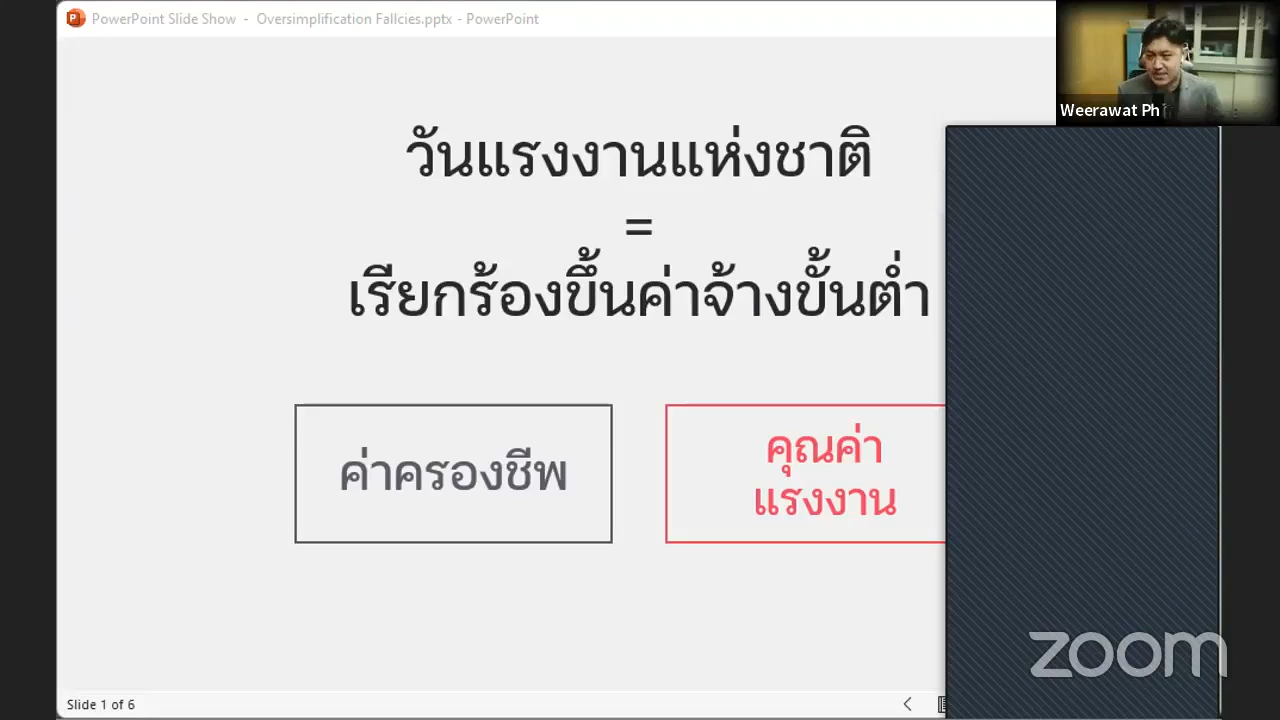 PowerPoint Slide Show - Oversimplification Fallcies.pptx - PowerPoint
Weerawat Ph
วันแรงงานแห่งชาติ
=
เรียกร้องขึ้นค่าจ้างขั้นต่ำ
ค่าครองชีพ
คุณค่า
แรงงาน
zoom
Slide 1 of 6